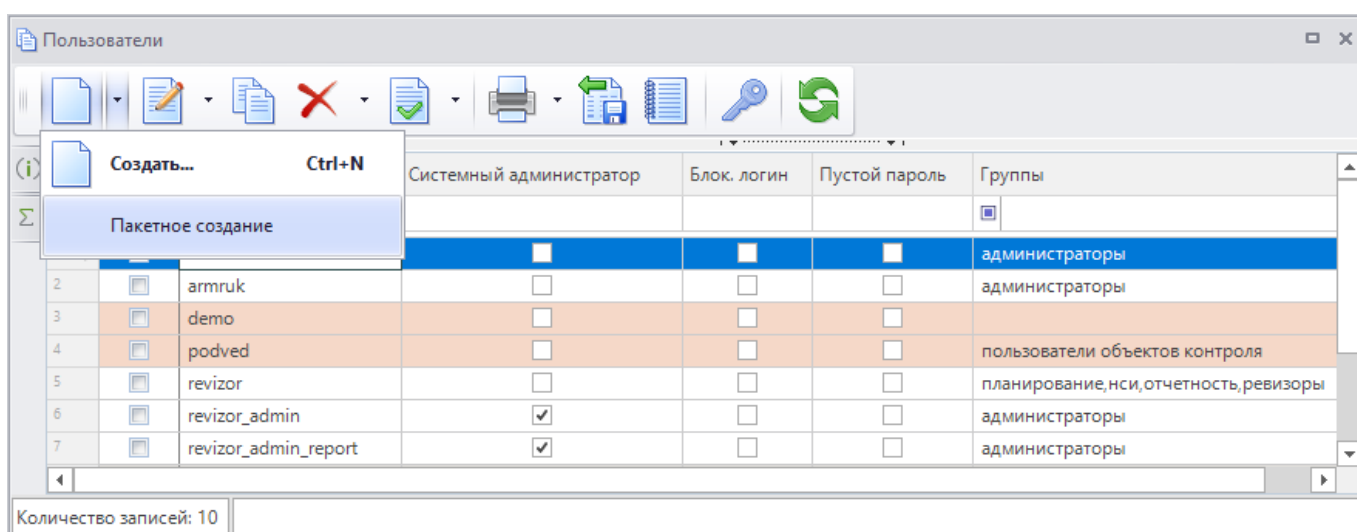 Пользователи
Создать... Ctrl+N
Пакетное создание
Системный администратор Блок. логин Пустой пароль Группы
администраторы
2 armruk администраторы
3 demo
4 podved пользователи объектов контроля
5 revizor планирование,нси,отчетность,ревизоры
6 revizor_admin администраторы
7 revizor_admin_report администраторы
Количество записей: 10